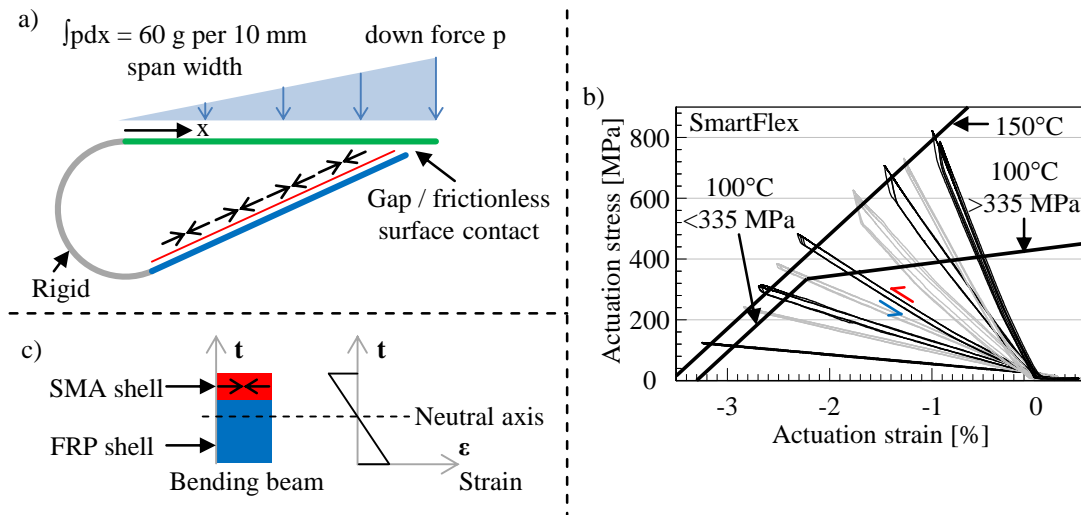 a)
∫pdx = 60 g per 10 mm
span width
down force p
x
Gap / frictionless
surface contact
Rigid
b)
SmartFlex
150°C
100°C
<335 MPa
100°C
>335 MPa
Actuation stress [MPa]
800
600
400
200
0
-3
-2
-1
0
Actuation strain [%]
c)
t
t
SMA shell
Neutral axis
FRP shell
ε
Bending beam
Strain